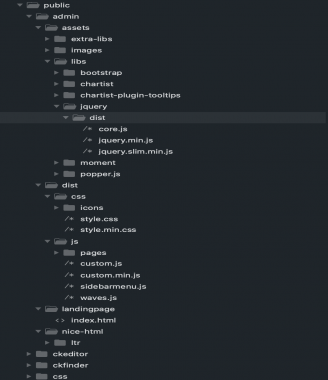 public
admin
assets
extra-libs
images
libs
bootstrap
chartist
chartist-plugin-tooltips
jquery
dist
core.js
jquery.min.js
jquery.slim.min.js
moment
popper.js
dist
css
icons
style.css
style.min.css
js
pages
custom.js
custom.min.js
sidebarmenu.js
waves.js
landingpage
index.html
nice-html
ltr
ckeditor
ckfinder
css